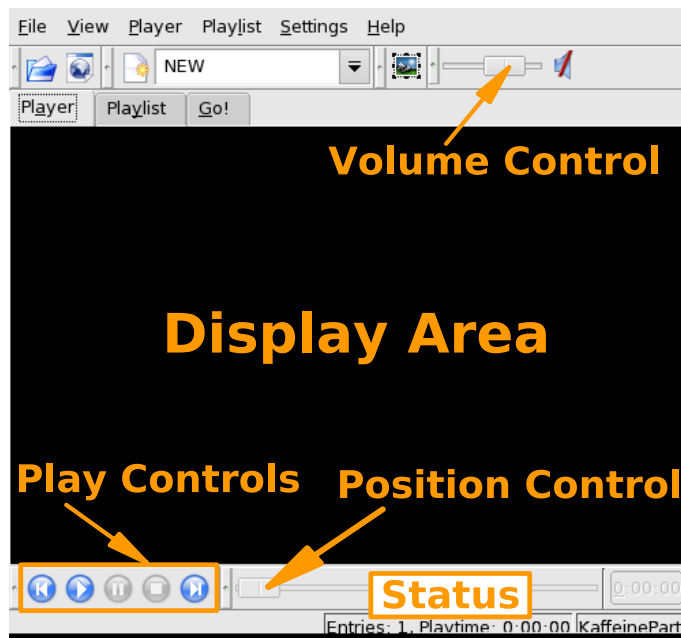 File View Player Playlist Settings Help
NEW
Player Playlist Go!
Volume Control
Display Area
Play Controls
Position Control
Status
0:00:00
Entries: 1, Playtime: 0:00:00 KaffeinePart